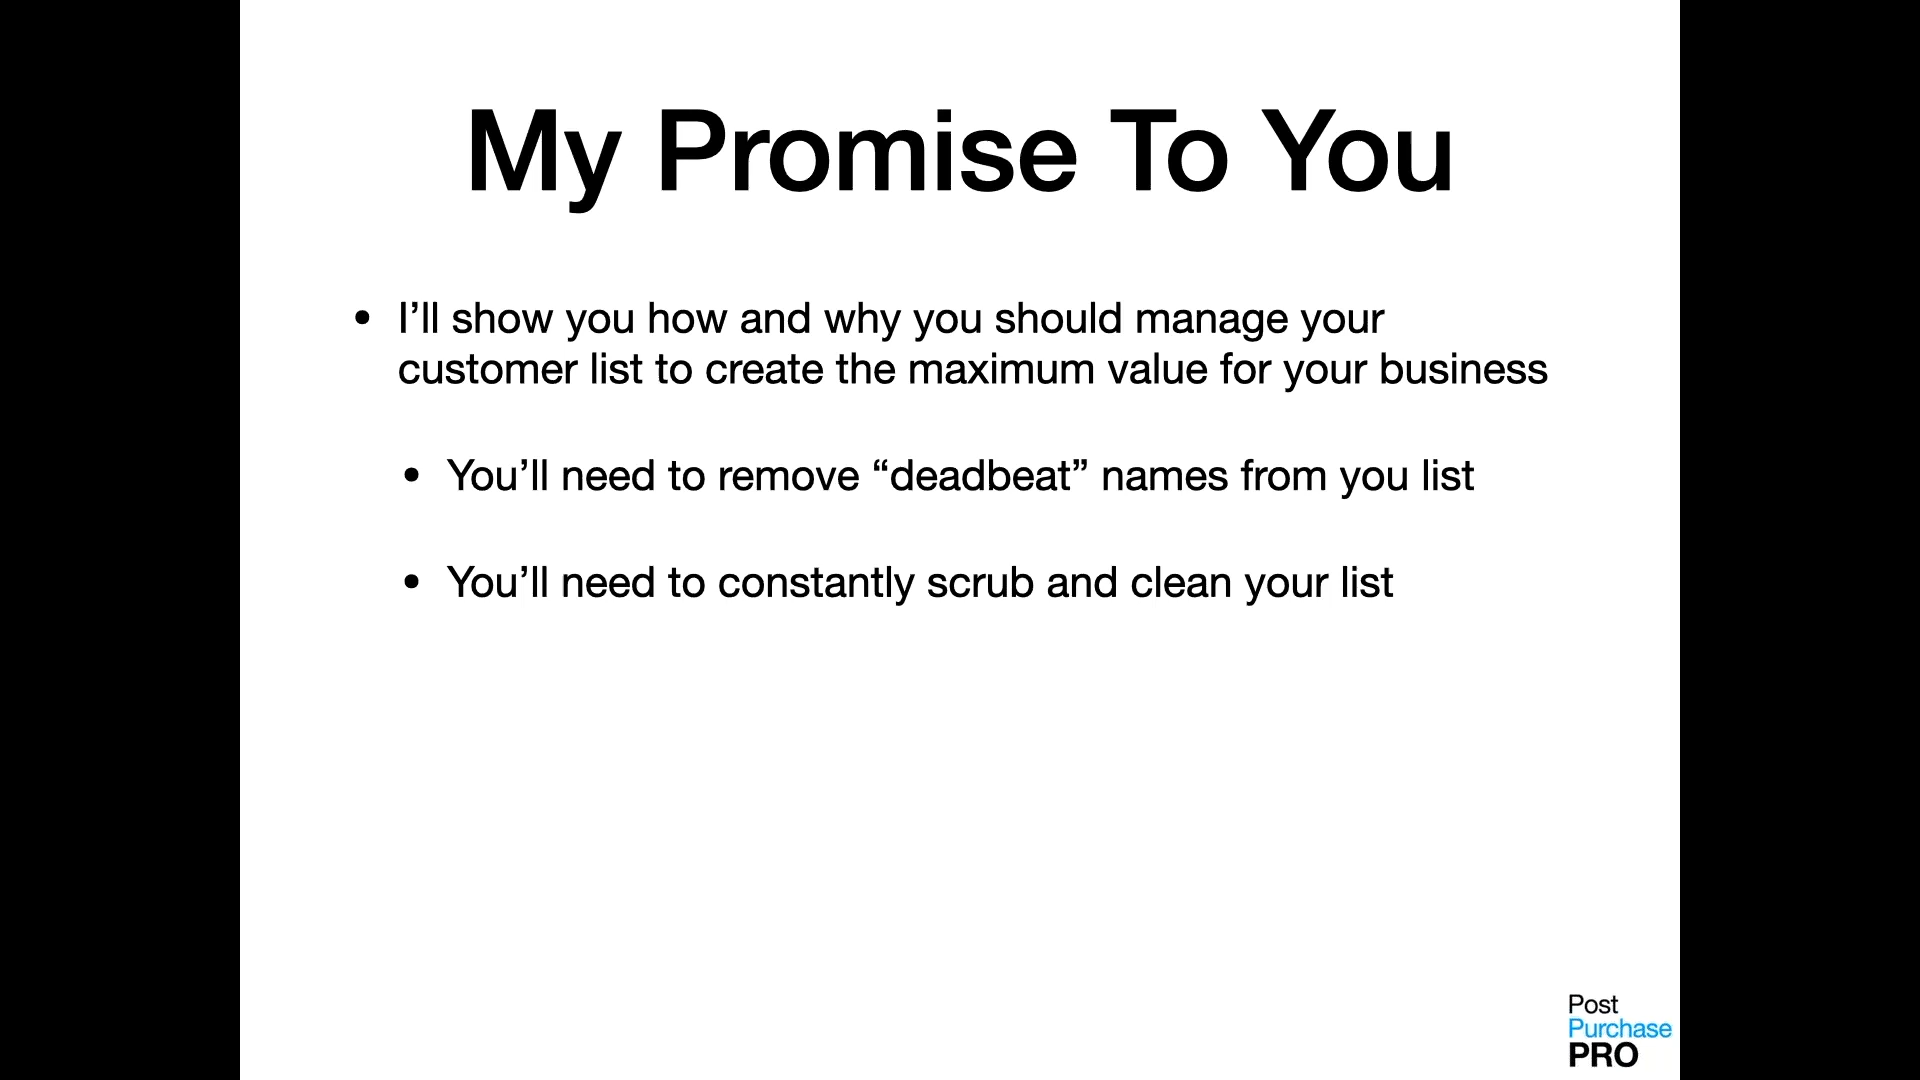 My Promise To You
• I’ll show you how and why you should manage your
customer list to create the maximum value for your business
• You’ll need to remove “deadbeat” names from you list
• You’ll need to constantly scrub and clean your list
Post
Purchase
PRO